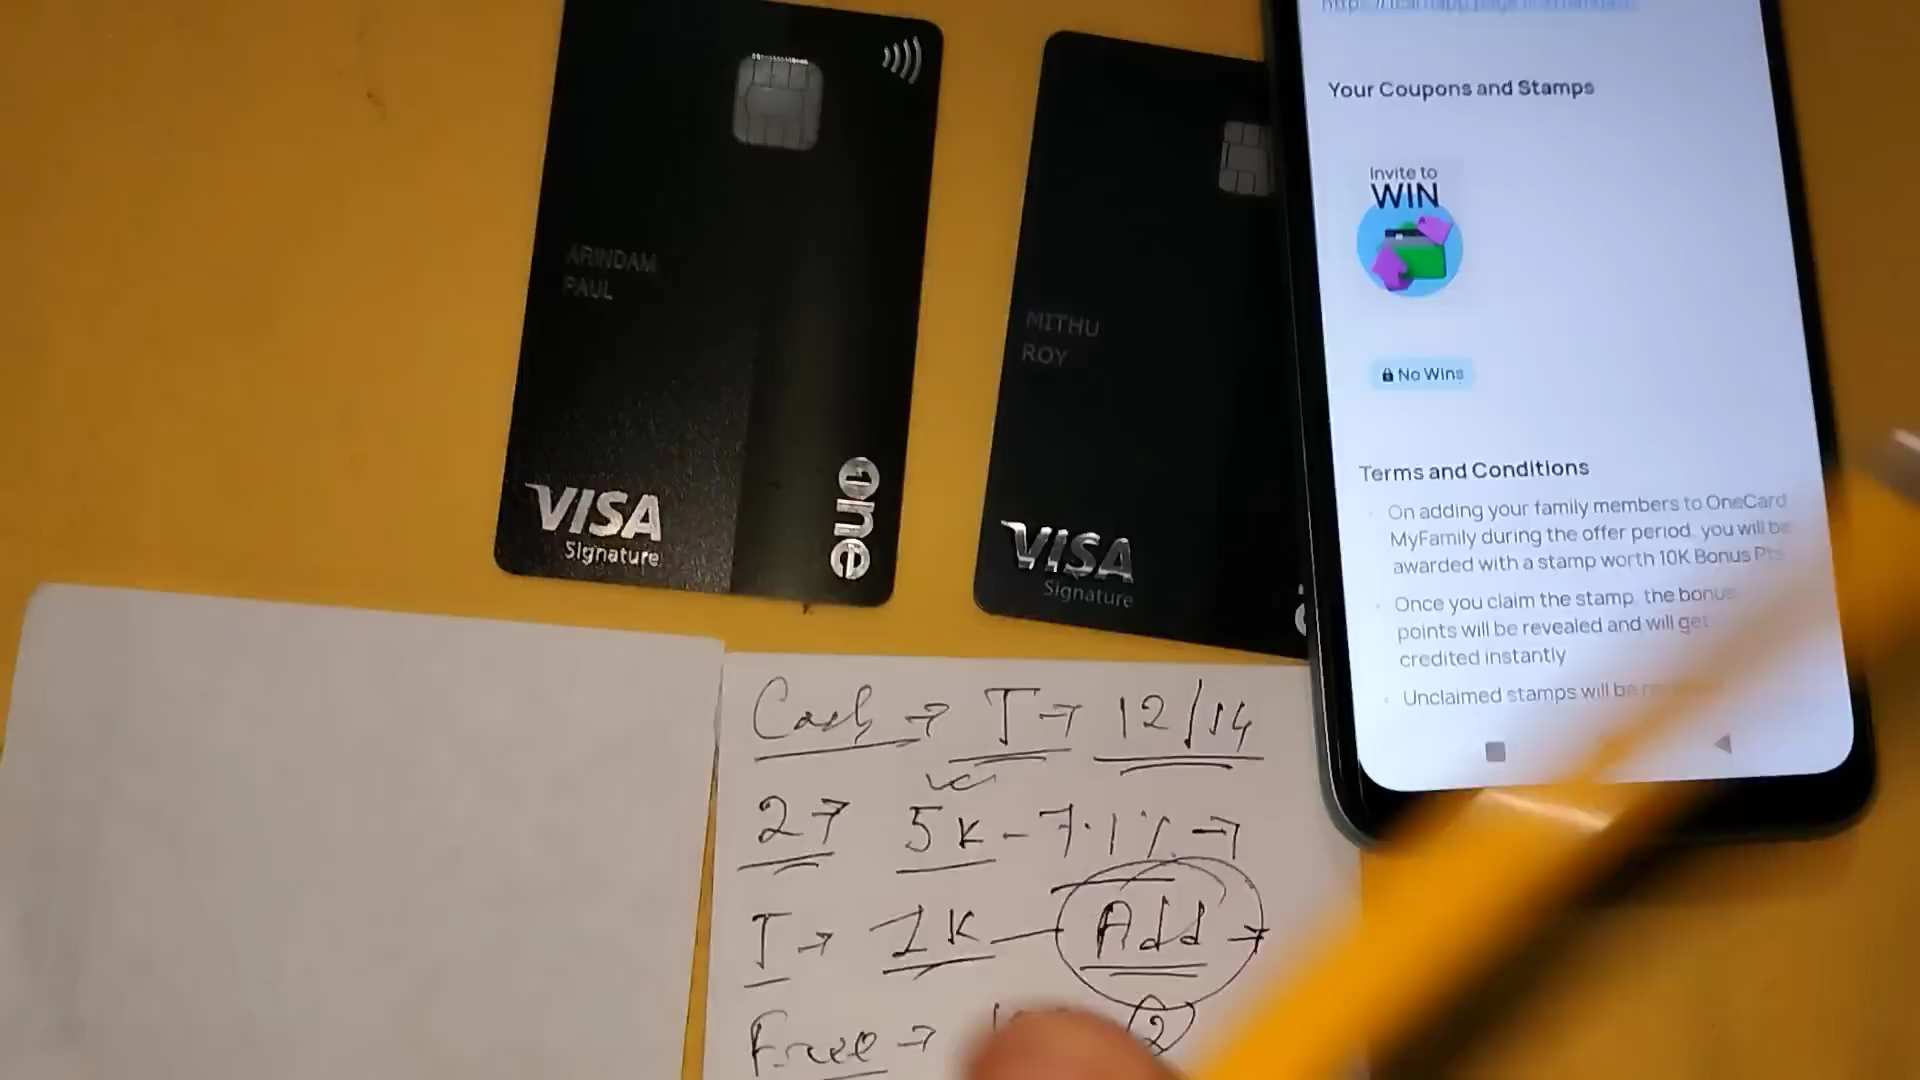 ARINDAM
PAUL
VISA
Signature
one
MITHU
ROY
VISA
Signature
Your Coupons and Stamps
Invite to
WIN
No Wins
Terms and Conditions
On adding your family members to OneCard
MyFamily during the offer period, you will be
awarded with a stamp worth 10K Bonus Pts
Once you claim the stamp, the bonus
points will be revealed and will get
credited instantly
Unclaimed stamps will be
Cash → T → 12/14
2 → 5K - 7.1% →
T → 1K — Add →
Free → 2